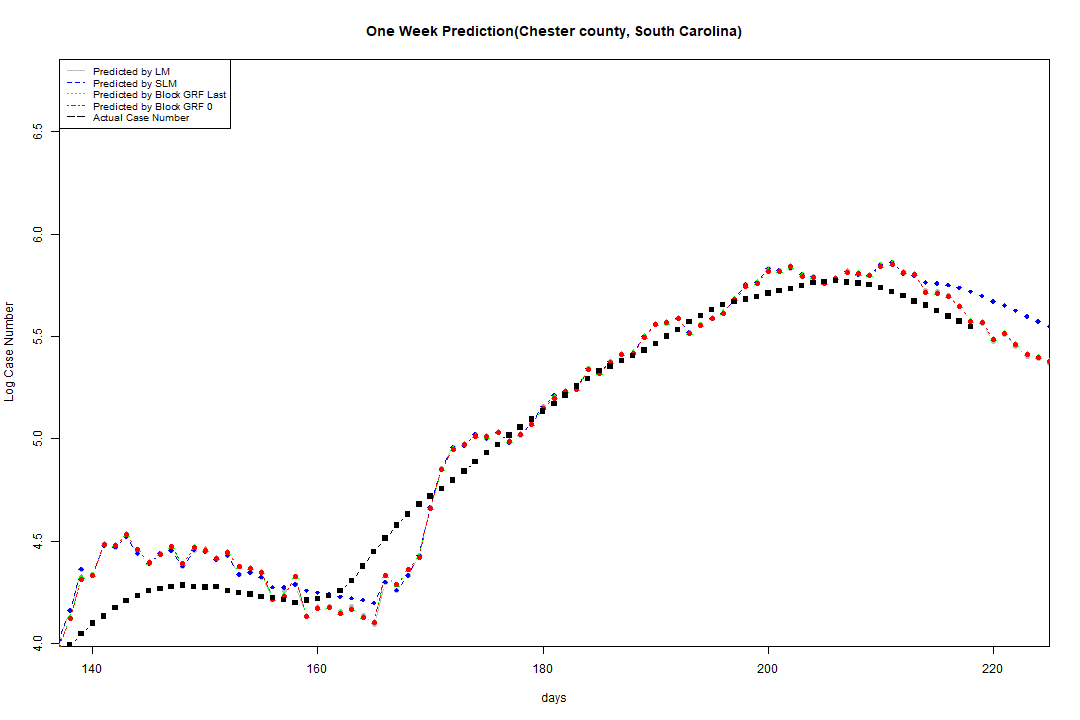 One Week Prediction(Chester county, South Carolina)
Predicted by LM
Predicted by SLM
Predicted by Block GRF Last
Predicted by Block GRF 0
Actual Case Number
6.5
6.0
5.5
5.0
4.5
4.0
Log Case Number
140 160 180 200 220
days